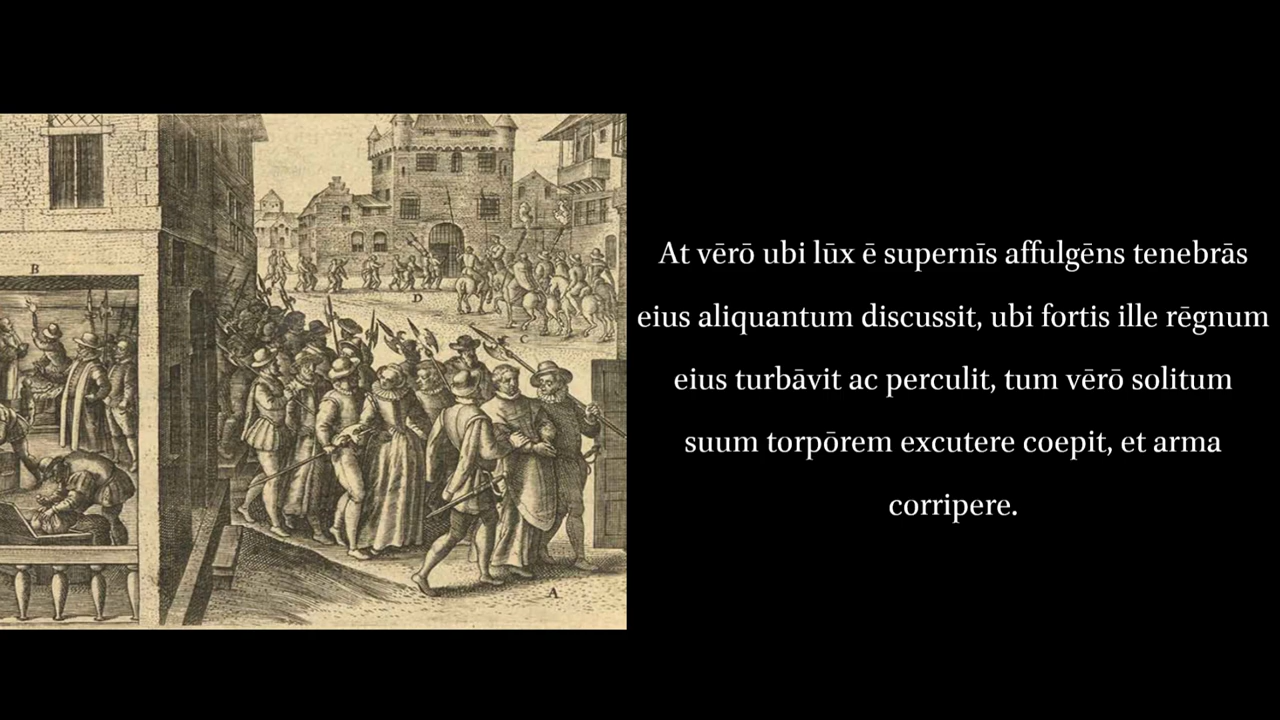 B
D
C
A
At vērō ubi lūx ē supernīs affulgēns tenebrās
eius aliquantum discussit, ubi fortis ille rēgnum
eius turbāvit ac perculit, tum vērō solitum
suum torpōrem excutere coepit, et arma
corripere.